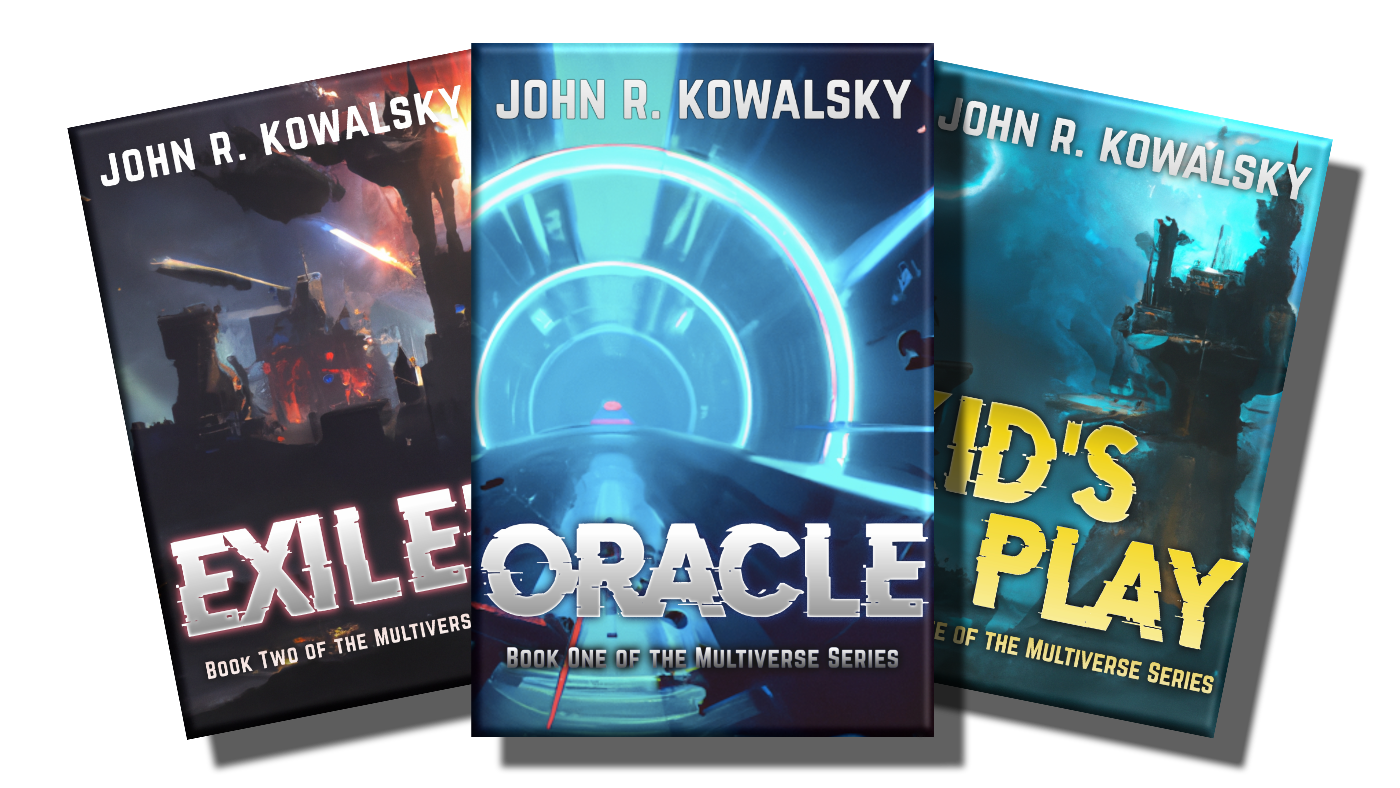 JOHN R. KOWALSKY
EXILE
BOOK TWO OF THE MULTIVERS
JOHN R. KOWALSKY
ORACLE
BOOK ONE OF THE MULTIVERSE SERIES
JOHN R. KOWALSKY
KID'S
PLAY
E OF THE MULTIVERSE SERIES